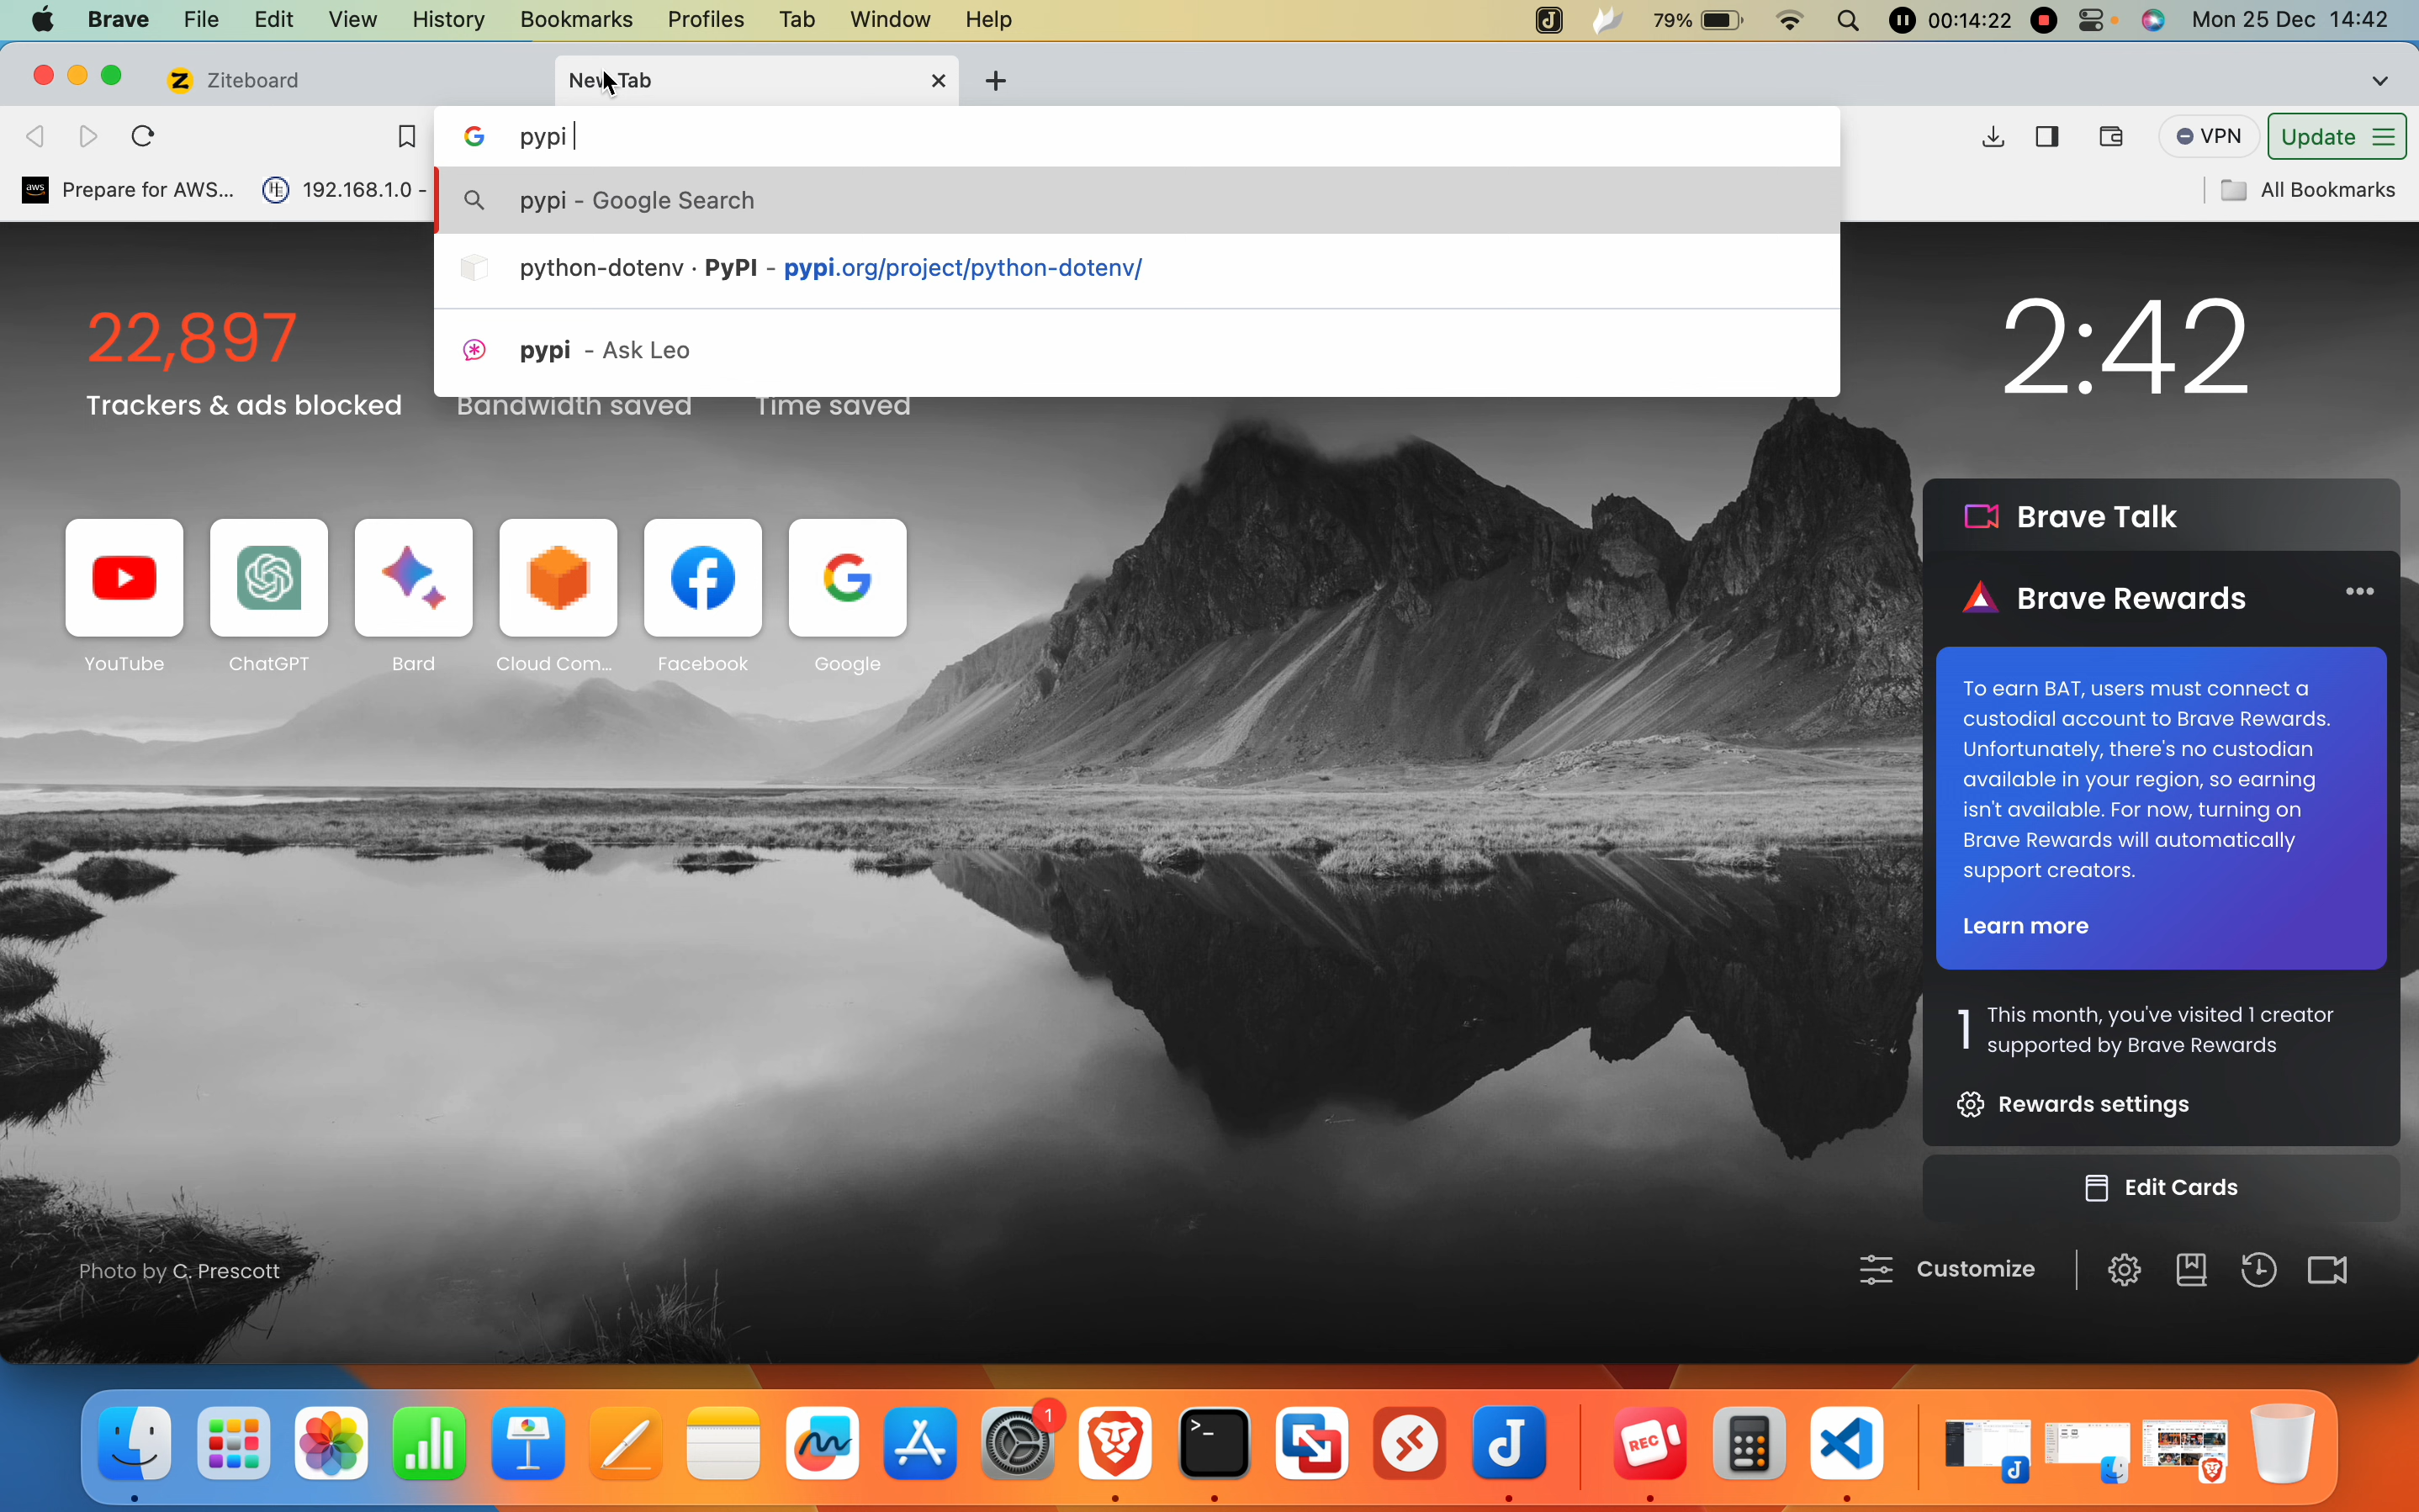 Brave File Edit View History Bookmarks Profiles Tab Window Help 79% 00:14:22 Mon 25 Dec 14:42
Ziteboard
New Tab
pypi
VPN
Update
Prepare for AWS...
192.168.1.0 -
All Bookmarks
pypi - Google Search
python-dotenv · PyPI - pypi.org/project/python-dotenv/
pypi - Ask Leo
22,897
Trackers & ads blocked
Bandwidth saved
Time saved
2:42
YouTube
ChatGPT
Bard
Cloud Com...
Facebook
Google
Brave Talk
Brave Rewards
To earn BAT, users must connect a
custodial account to Brave Rewards.
Unfortunately, there's no custodian
available in your region, so earning
isn't available. For now, turning on
Brave Rewards will automatically
support creators.
Learn more
1
This month, you've visited 1 creator
supported by Brave Rewards
Rewards settings
Edit Cards
Photo by C. Prescott
Customize
1
REC